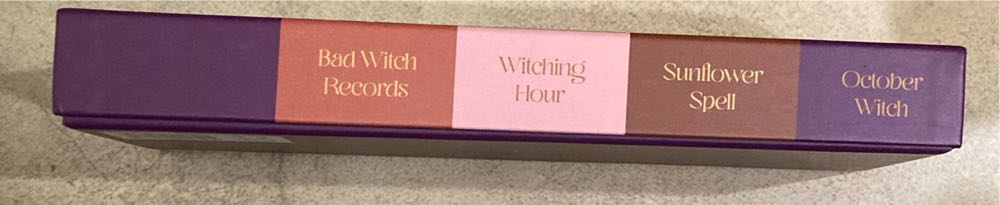 Bad Witch
Records
Witching
Hour
Sunflower
Spell
October
Witch